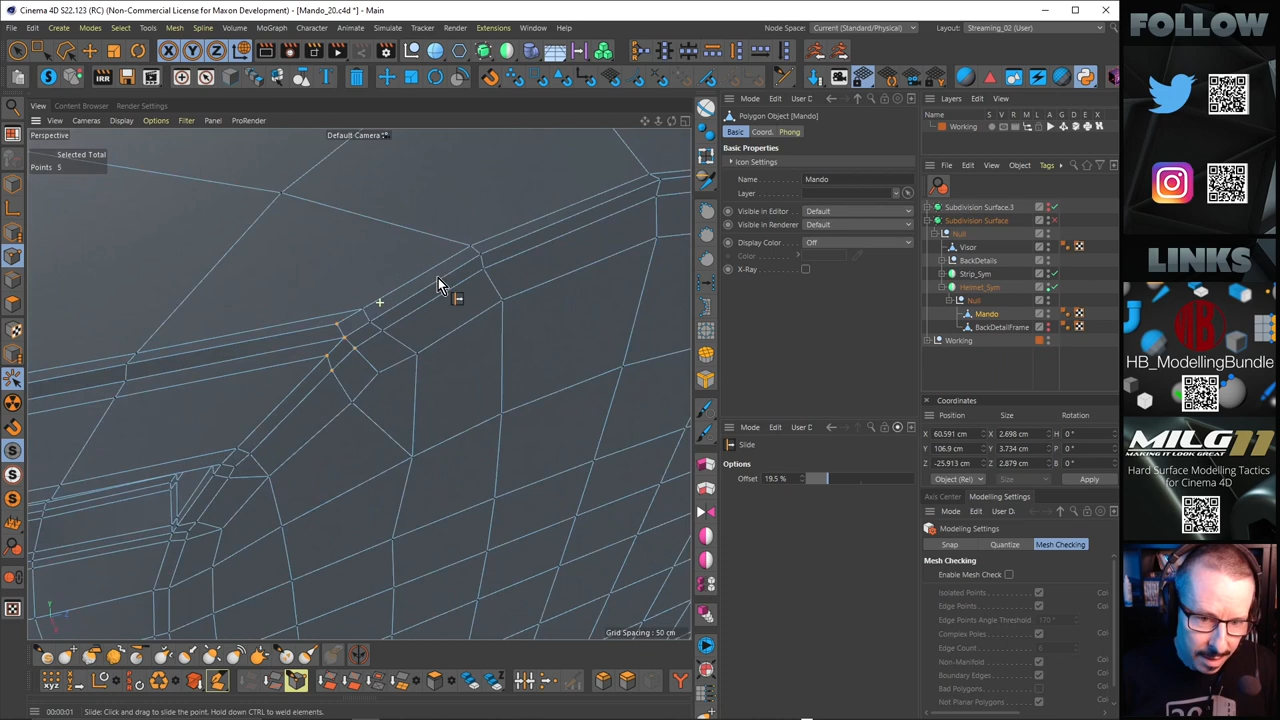 Cinema 4D S22.123 (Non-Commercial License for Maxon Development) - [Mando_20.c4d *] - Main
File Edit Create Modes Select Tools Mesh Spline Volume MoGraph Character Animate Simulate Tracker Render Extensions Window Help
Node Space: Current (Standard/Physical) Layout: Streaming_02 (User)
View Content Browser Render Settings
View Cameras Display Options Filter Panel ProRender
Perspective
Default Camera
Selected Total
Points 5
Grid Spacing : 50 cm
Slide: Click and drag to slide the point. Hold down CTRL to weld elements.
00:00:01
Mode Edit User D
Polygon Object [Mando]
Basic Coord. Phong
Basic Properties
Icon Settings
Name Mando
Layer
Visible in Editor Default
Visible in Renderer Default
Display Color Off
Color
X-Ray
Mode Edit User D
Slide
Options
Offset 19.5 %
Layers Edit View
Name S V R M L A G D E X
Working
File Edit View Object Tags
Subdivision Surface.3
Subdivision Surface
Null
Visor
BackDetails
Strip_Sym
Helmet_Sym
Null
Mando
BackDetailFrame
Working
Coordinates
Position Size Rotation
X 60.591 cm X 2.698 cm H 0 °
Y 106.9 cm Y 3.734 cm P 0 °
Z -25.913 cm Z 2.879 cm B 0 °
Object (Rel) Size Apply
Axis Center Modeling Settings
Mode Edit User D
Modeling Settings
Snap Quantize Mesh Checking
Mesh Checking
Enable Mesh Check
Isolated Points
Edge Points
Edge Points Angle Threshold 170 °
Complex Poles
Edge Count 6
Non-Manifold
Boundary Edges
Bad Polygons
Not Planar Polygons
FOLLOW
LINKS
HB_ModellingBundle
MILG11
MAKING IT LOOK GREAT
Hard Surface Modelling Tactics
for Cinema 4D